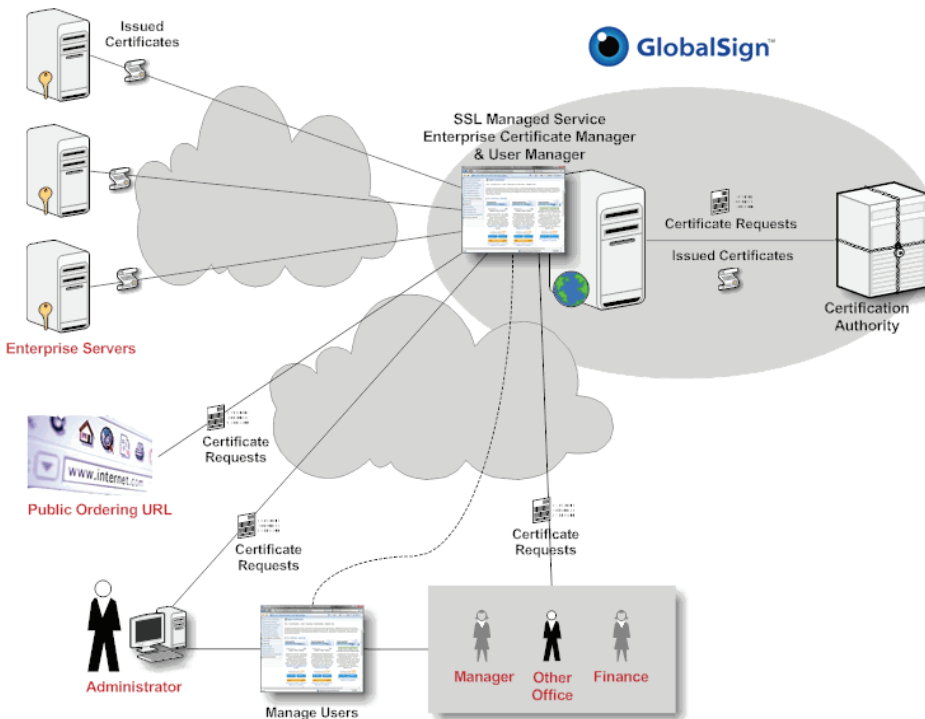 Issued
Certificates
GlobalSign™
SSL Managed Service
Enterprise Certificate Manager
& User Manager
Certificate Requests
Issued Certificates
Certification
Authority
Enterprise Servers
www.internet.com
Public Ordering URL
Certificate
Requests
Certificate
Requests
Certificate
Requests
Administrator
Manage Users
Manager
Other
Office
Finance